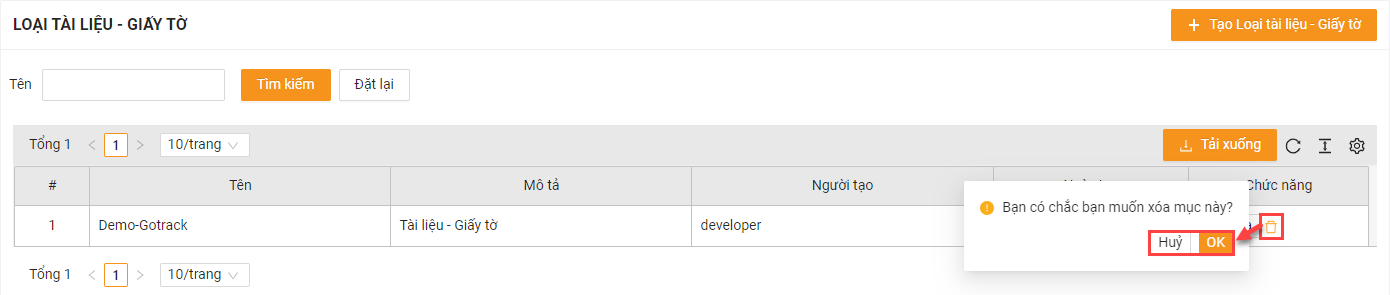 LOẠI TÀI LIỆU - GIẤY TỜ
+ Tạo Loại tài liệu - Giấy tờ
Tên
Tìm kiếm
Đặt lại
Tổng 1 < 1 > 10/trang
Tải xuống
# Tên Mô tả Người tạo Chức năng
1 Demo-Gotrack Tài liệu - Giấy tờ developer
Bạn có chắc bạn muốn xóa mục này?
Huỷ OK
Tổng 1 < 1 > 10/trang